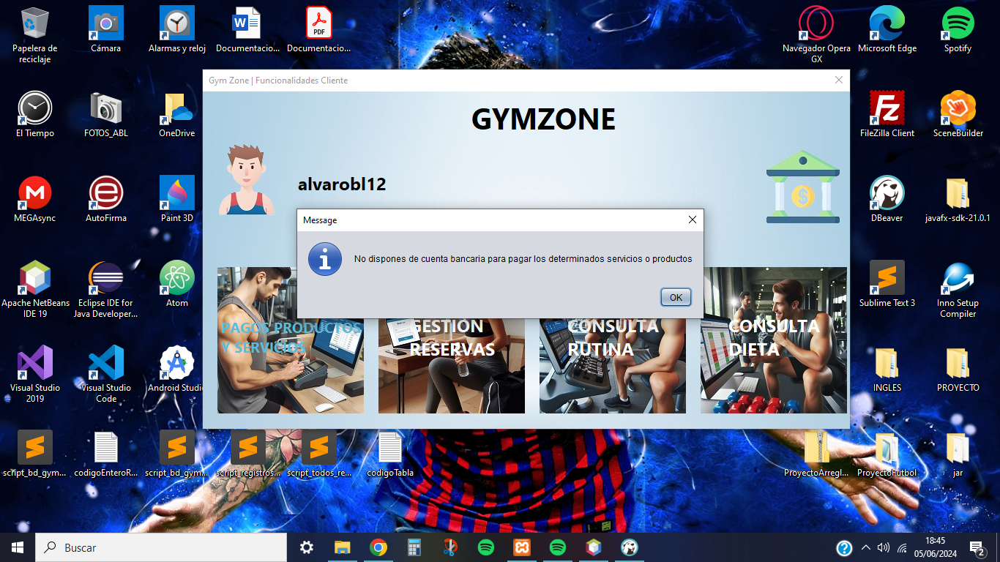 Papelera de
reciclaje
Cámara
Alarmas y reloj
Documentacio...
PDF
Documentacio...
Navegador Opera
GX
Microsoft Edge
Spotify
El Tiempo
FOTOS_ABL
OneDrive
FileZilla Client
SceneBuilder
MEGAsync
AutoFirma
Paint 3D
DBeaver
javafx-sdk-21.0.1
Apache NetBeans
IDE 19
Eclipse IDE for
Java Developer...
Atom
Sublime Text 3
Inno Setup
Compiler
Visual Studio
2019
Visual Studio
Code
Android Studi
INGLES
PROYECTO
script_bd_gym...
codigoEnteroR...
script_bd_gym...
script_registros...
script_todos_re...
codigoTabla
ProyectoArregl...
ProyectoFutbol
jar
Gym Zone | Funcionalidades Cliente
GYMZONE
alvarobl12
Message
No dispones de cuenta bancaria para pagar los determinados servicios o productos
OK
PAGOS PRODUCTOS
Y SERVICIOS
GESTIÓN
RESERVAS
CONSULTA
RUTINA
CONSULTA
DIETA
Buscar
18:45
05/06/2024
2